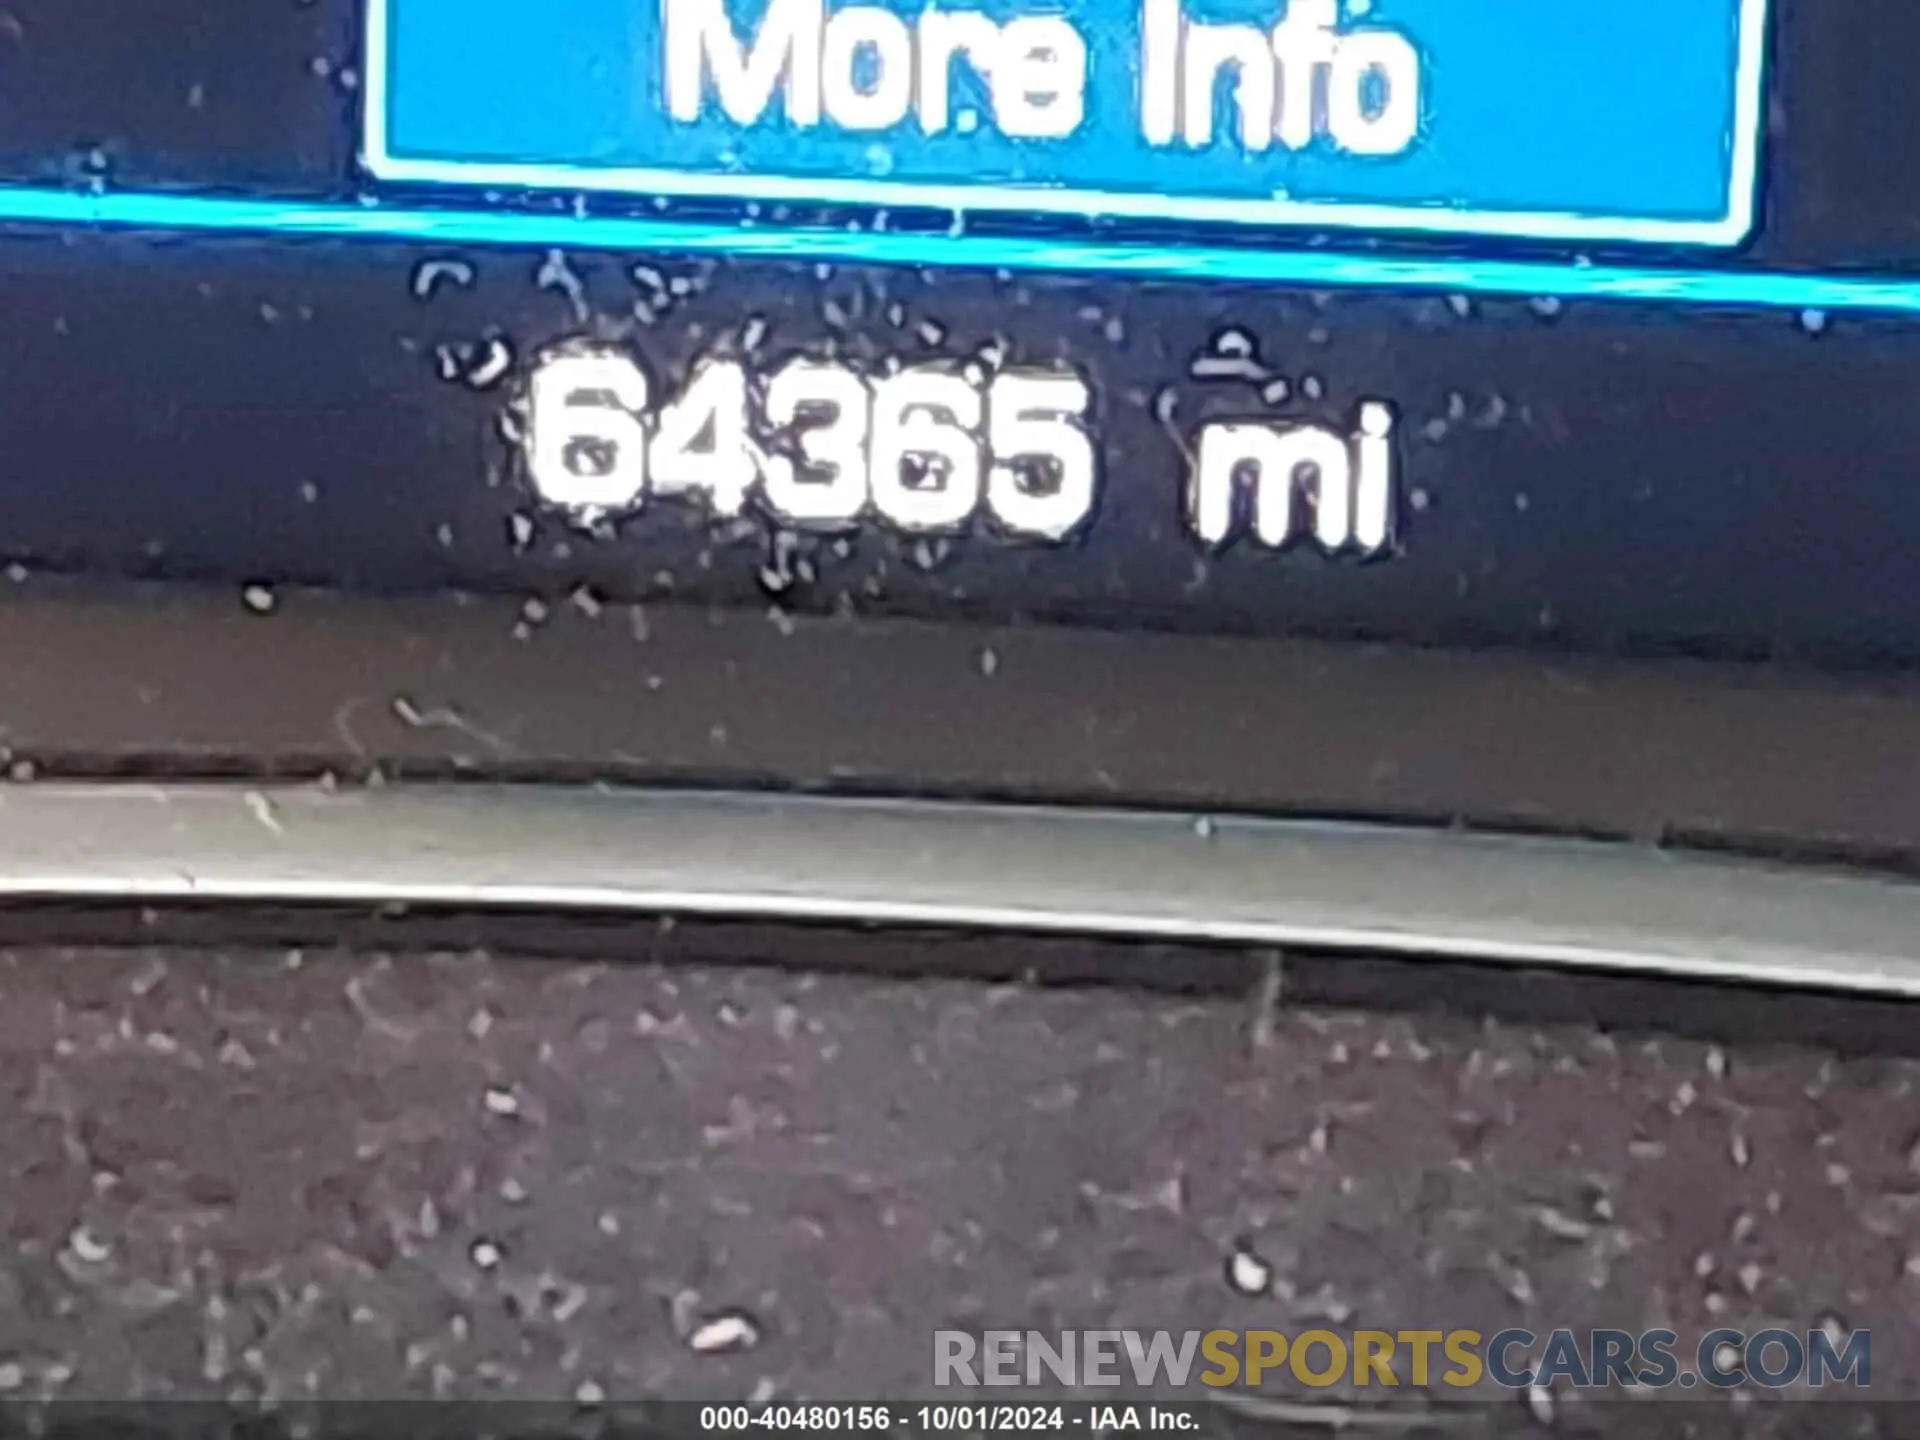 More Info
64365 mi
RENEWSPORTSCARS.COM
000-40480156 - 10/01/2024 - IAA Inc.